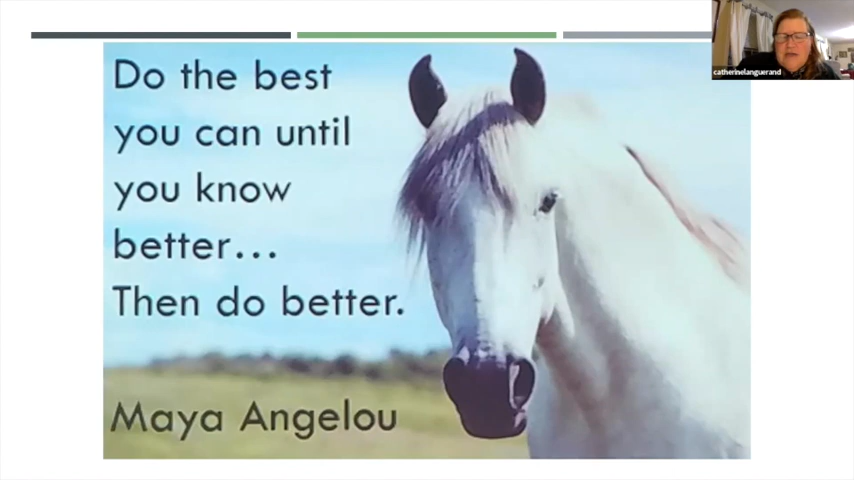 Do the best
you can until
you know
better...
Then do better.
Maya Angelou
catherinelanguerand